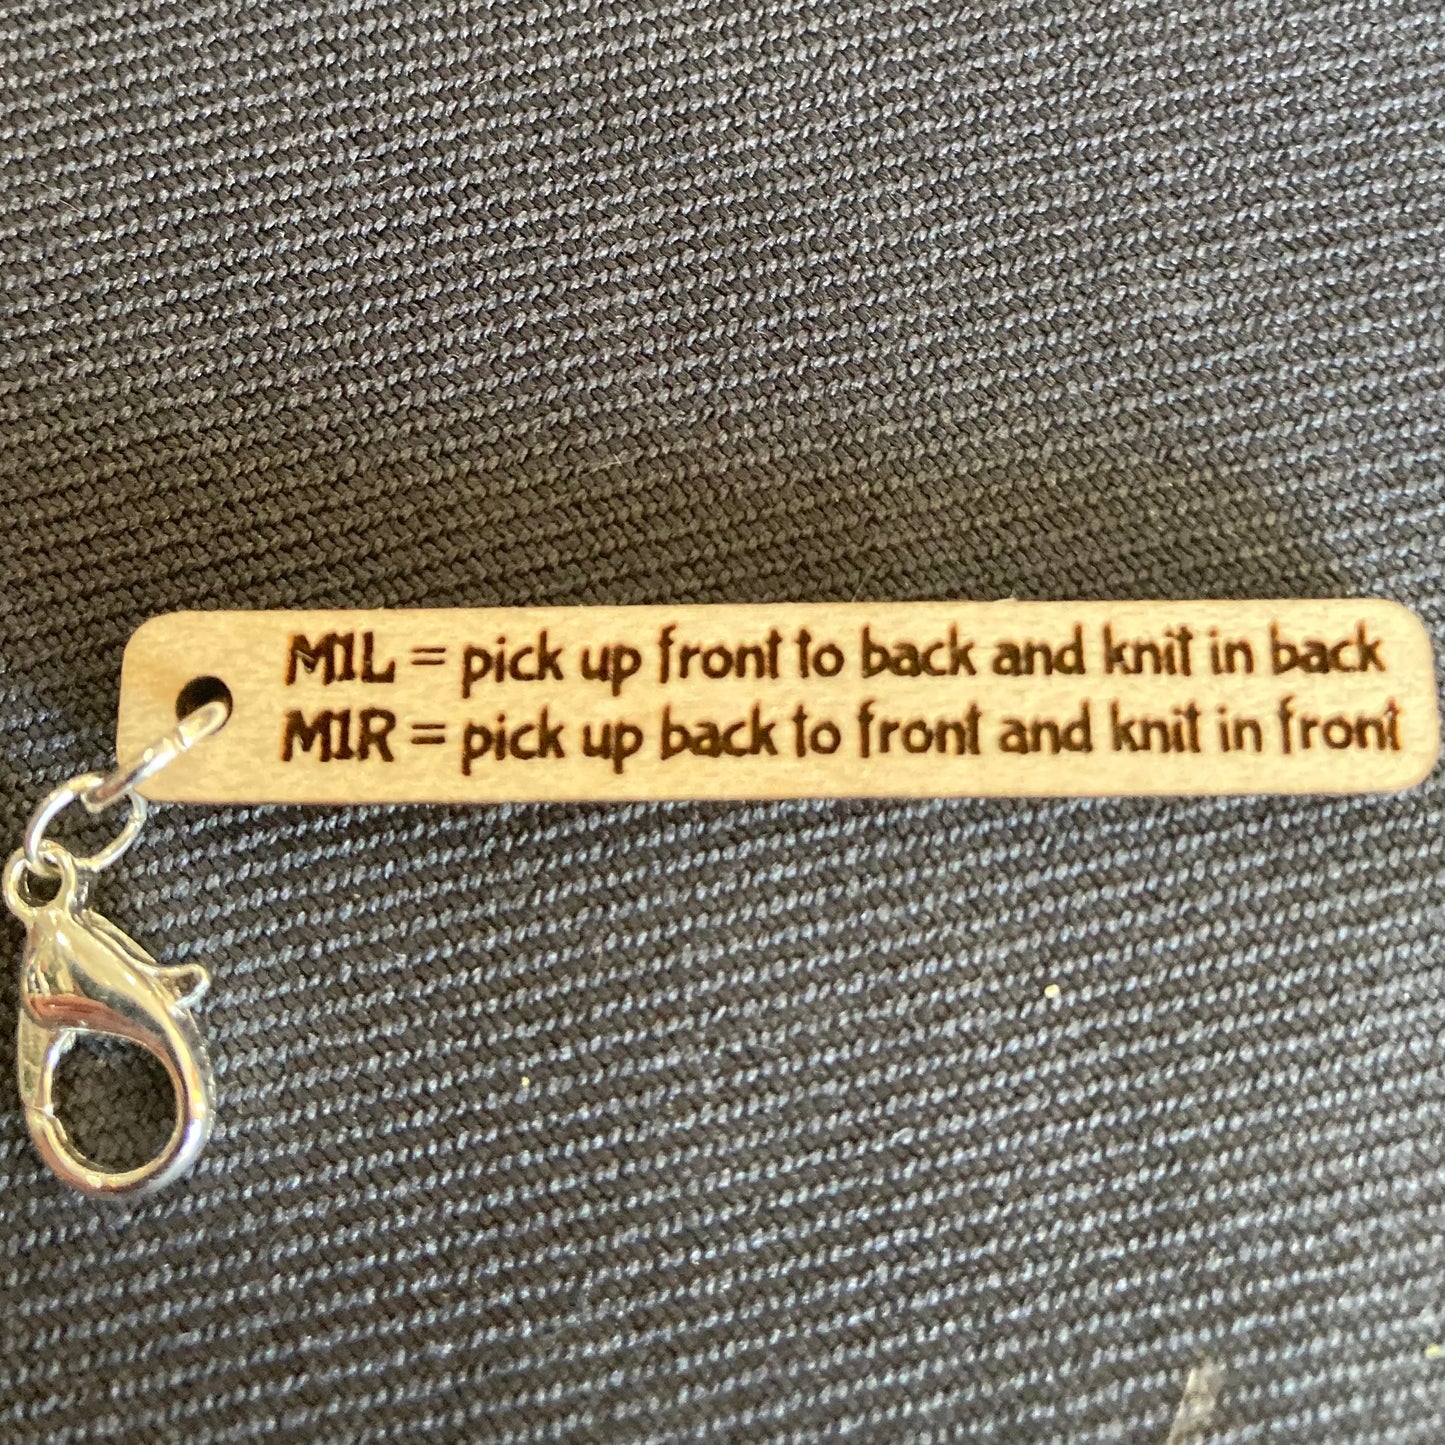 M1L = pick up front to back and knit in back
M1R = pick up back to front and knit in front